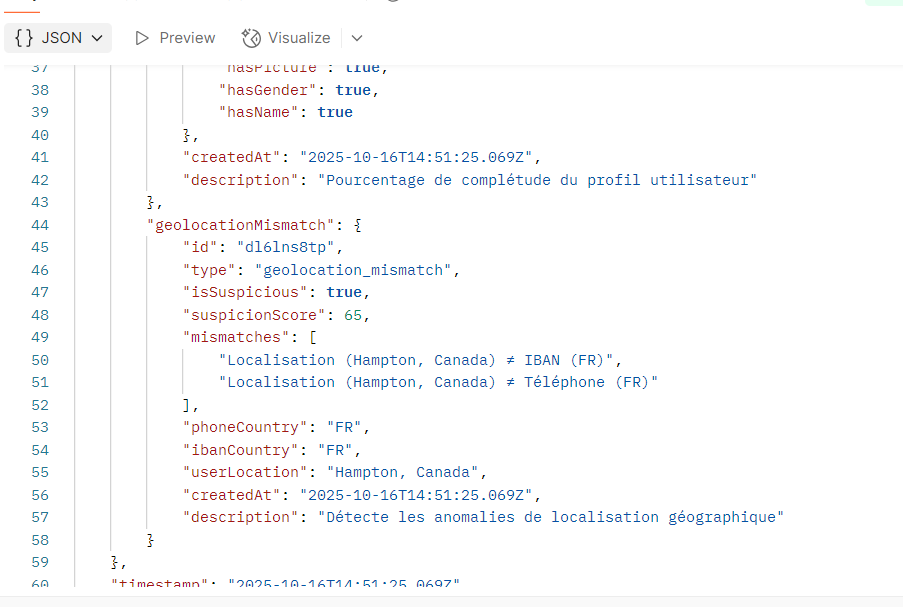 {} JSON Preview Visualize
37 "hasPicture": true,
38 "hasGender": true,
39 "hasName": true
40 },
41 "createdAt": "2025-10-16T14:51:25.069Z",
42 "description": "Pourcentage de complétude du profil utilisateur"
43 },
44 "geolocationMismatch": {
45 "id": "dl6lns8tp",
46 "type": "geolocation_mismatch",
47 "isSuspicious": true,
48 "suspicionScore": 65,
49 "mismatches": [
50 "Localisation (Hampton, Canada) ≠ IBAN (FR)",
51 "Localisation (Hampton, Canada) ≠ Téléphone (FR)"
52 ],
53 "phoneCountry": "FR",
54 "ibanCountry": "FR",
55 "userLocation": "Hampton, Canada",
56 "createdAt": "2025-10-16T14:51:25.069Z",
57 "description": "Détecte les anomalies de localisation géographique"
58 }
59 },
60 "timestamp": "2025-10-16T14:51:25.069Z"